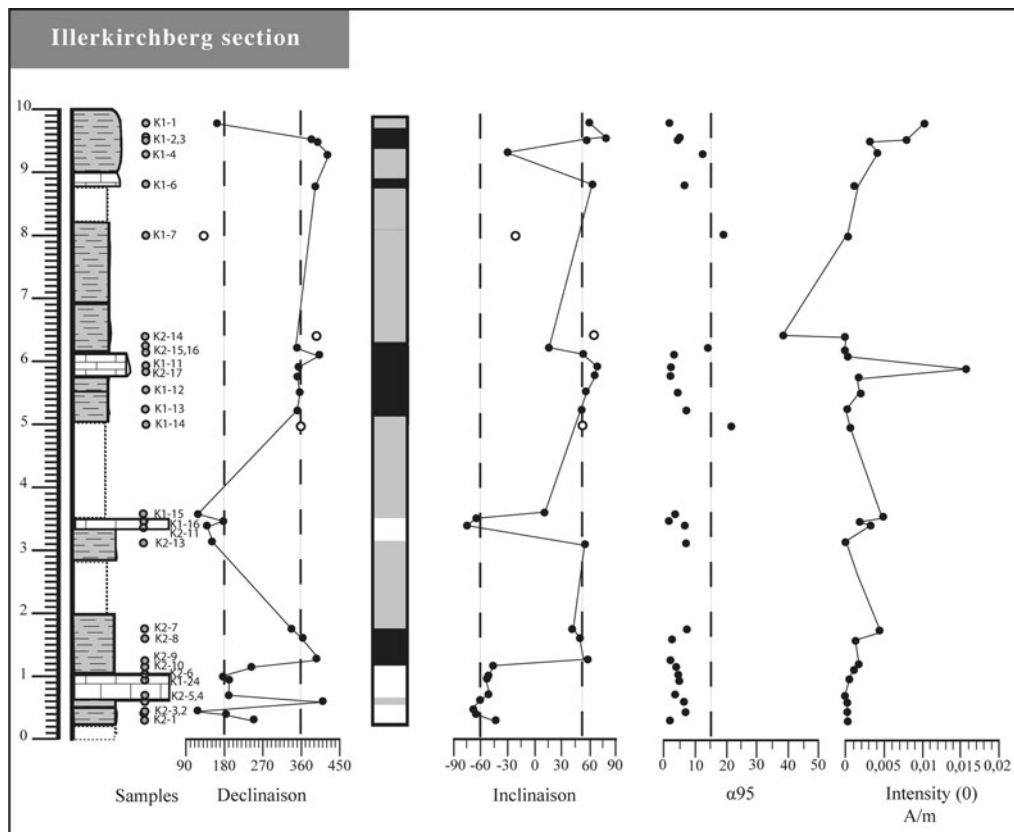 Illerkirchberg section
10
9
8
7
6
5
4
3
2
1
0
K1-1
K1-2,3
K1-4
K1-6
K1-7
K2-14
K2-15,16
K1-11
K2-17
K1-12
K1-13
K1-14
K1-15
K1-16
K2-11
K2-13
K2-7
K2-8
K2-9
K2-10
K2-6
K1-24
K2-5,4
K2-3,2
K2-1
90 180 270 360 450
-90 -60 -30 0 30 60 90
0 10 20 30 40 50
0 0,005 0,01 0,015 0,02
Samples Declinaison Inclinaison α95 Intensity (0)
A/m